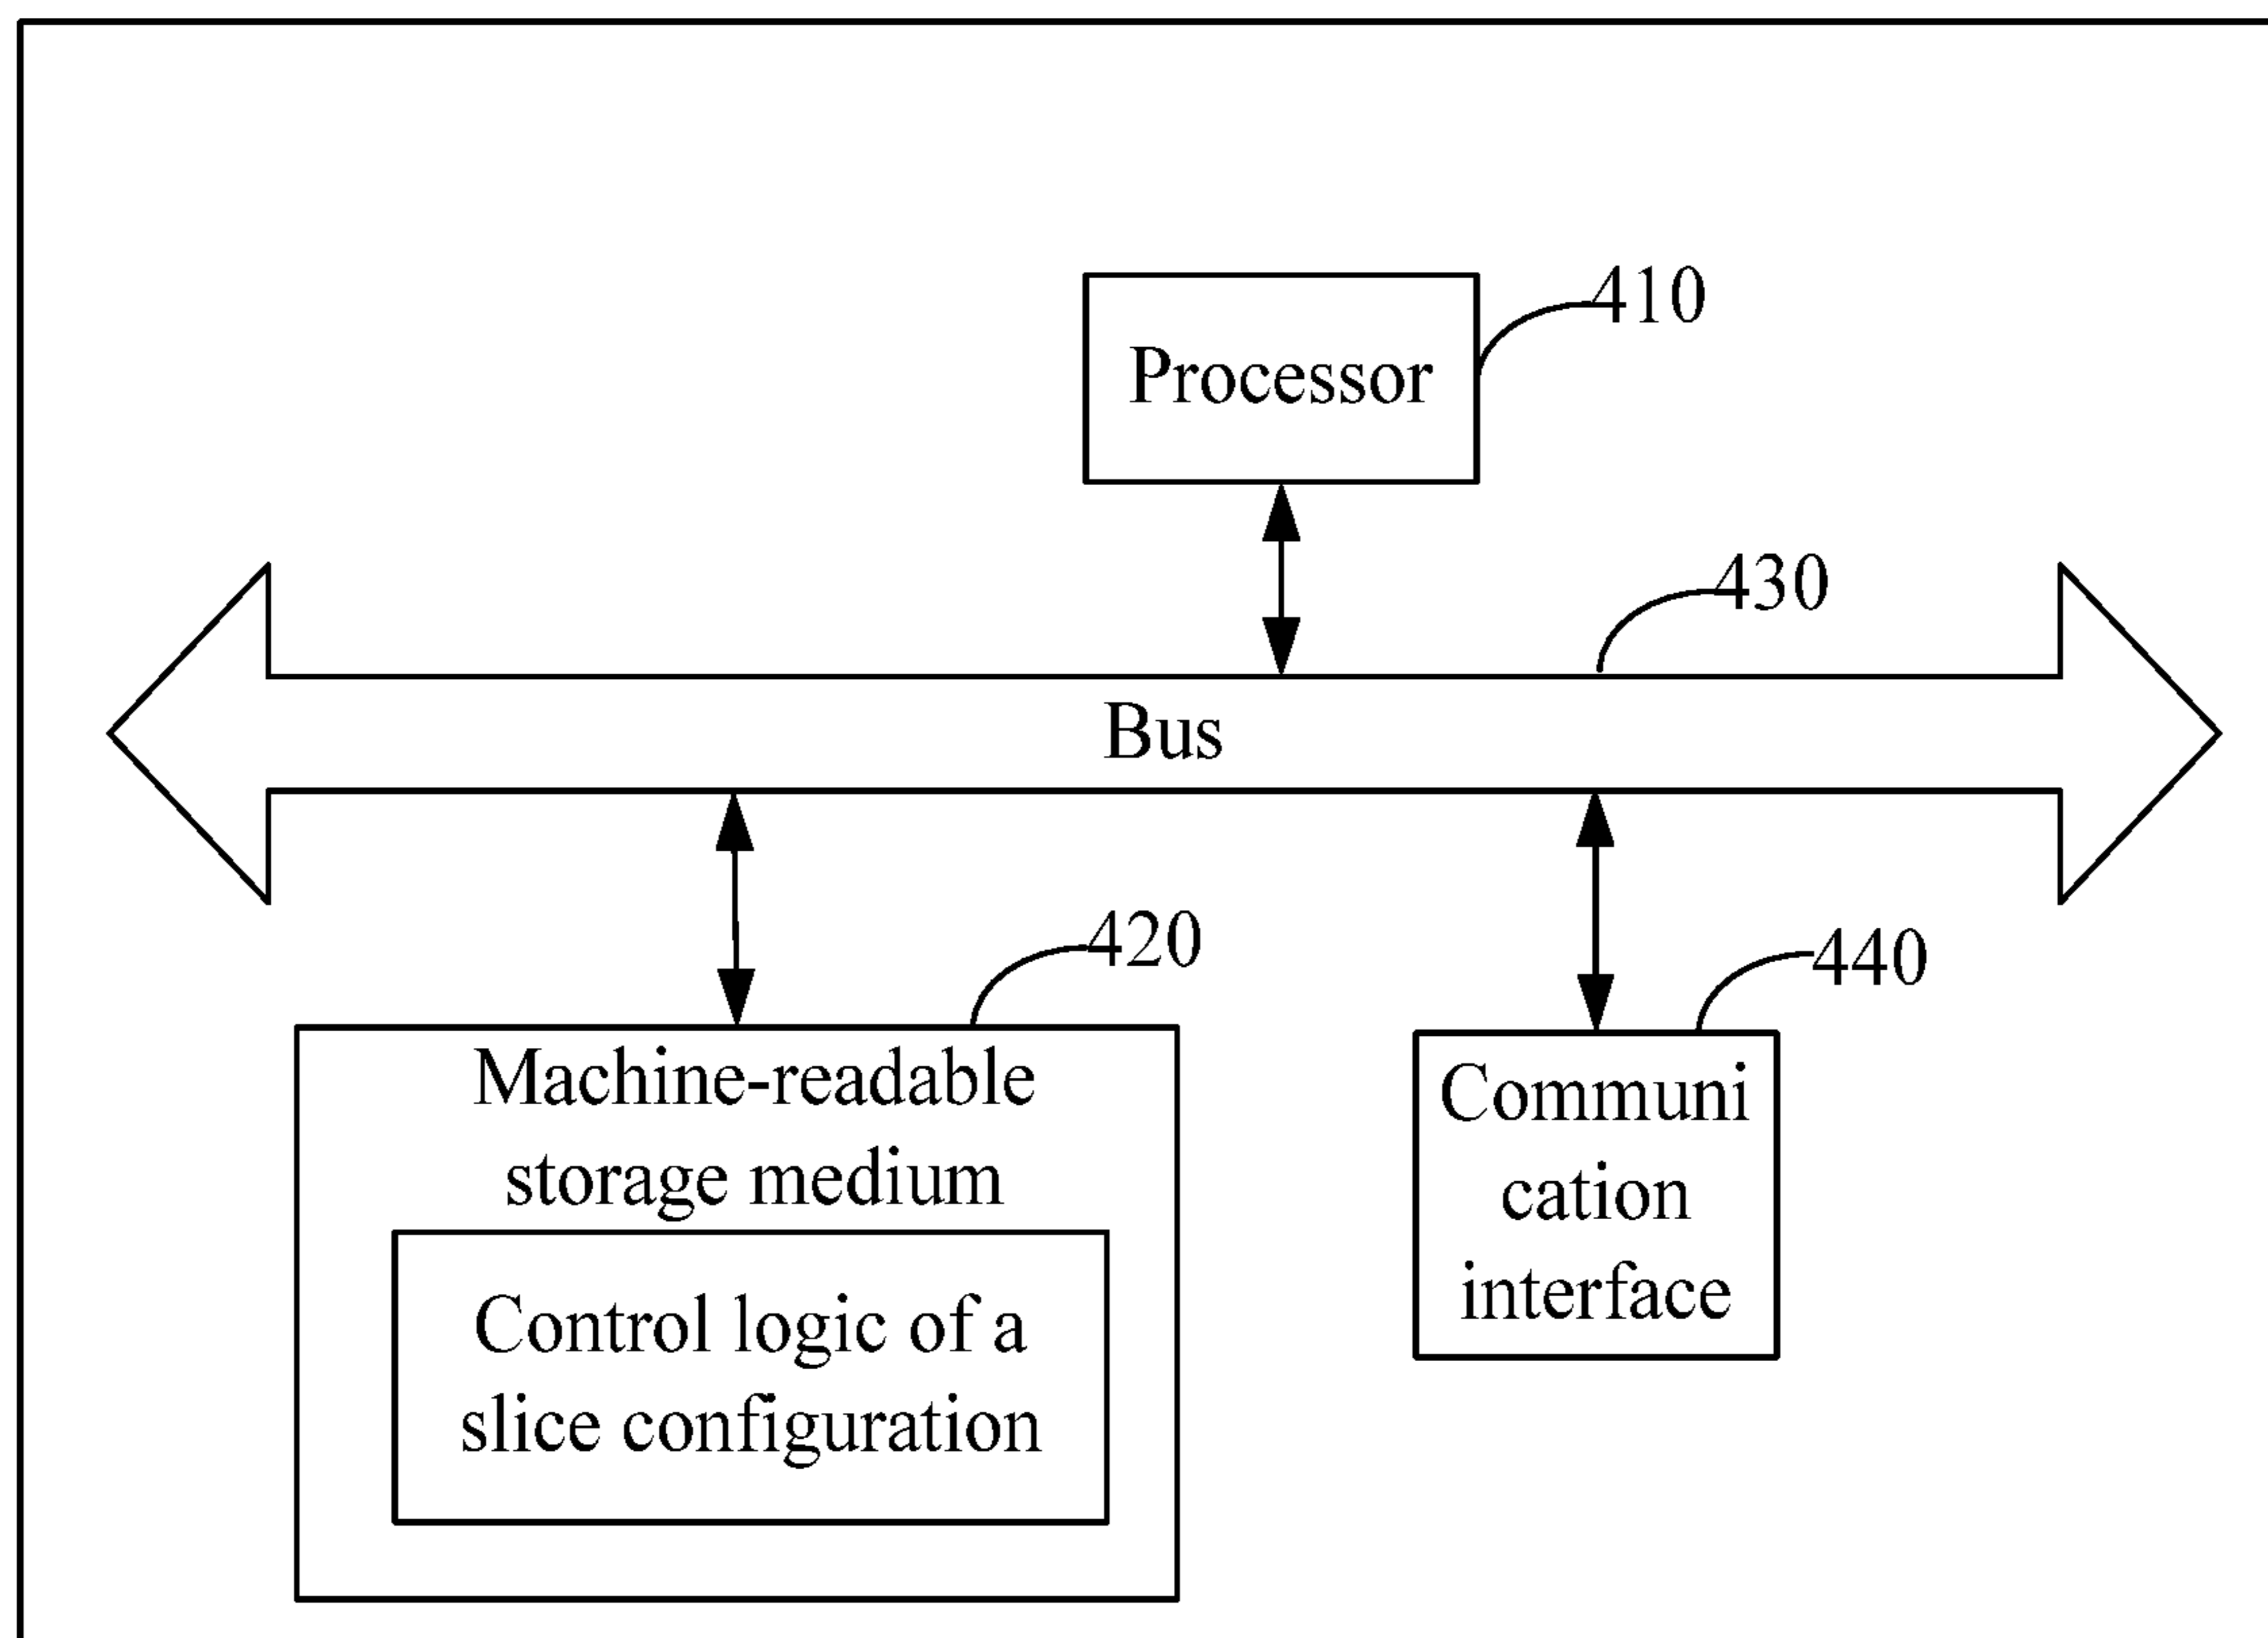 410
Processor
430
Bus
420
440
Machine-readable
storage medium
Communi
cation
interface
Control logic of a
slice configuration